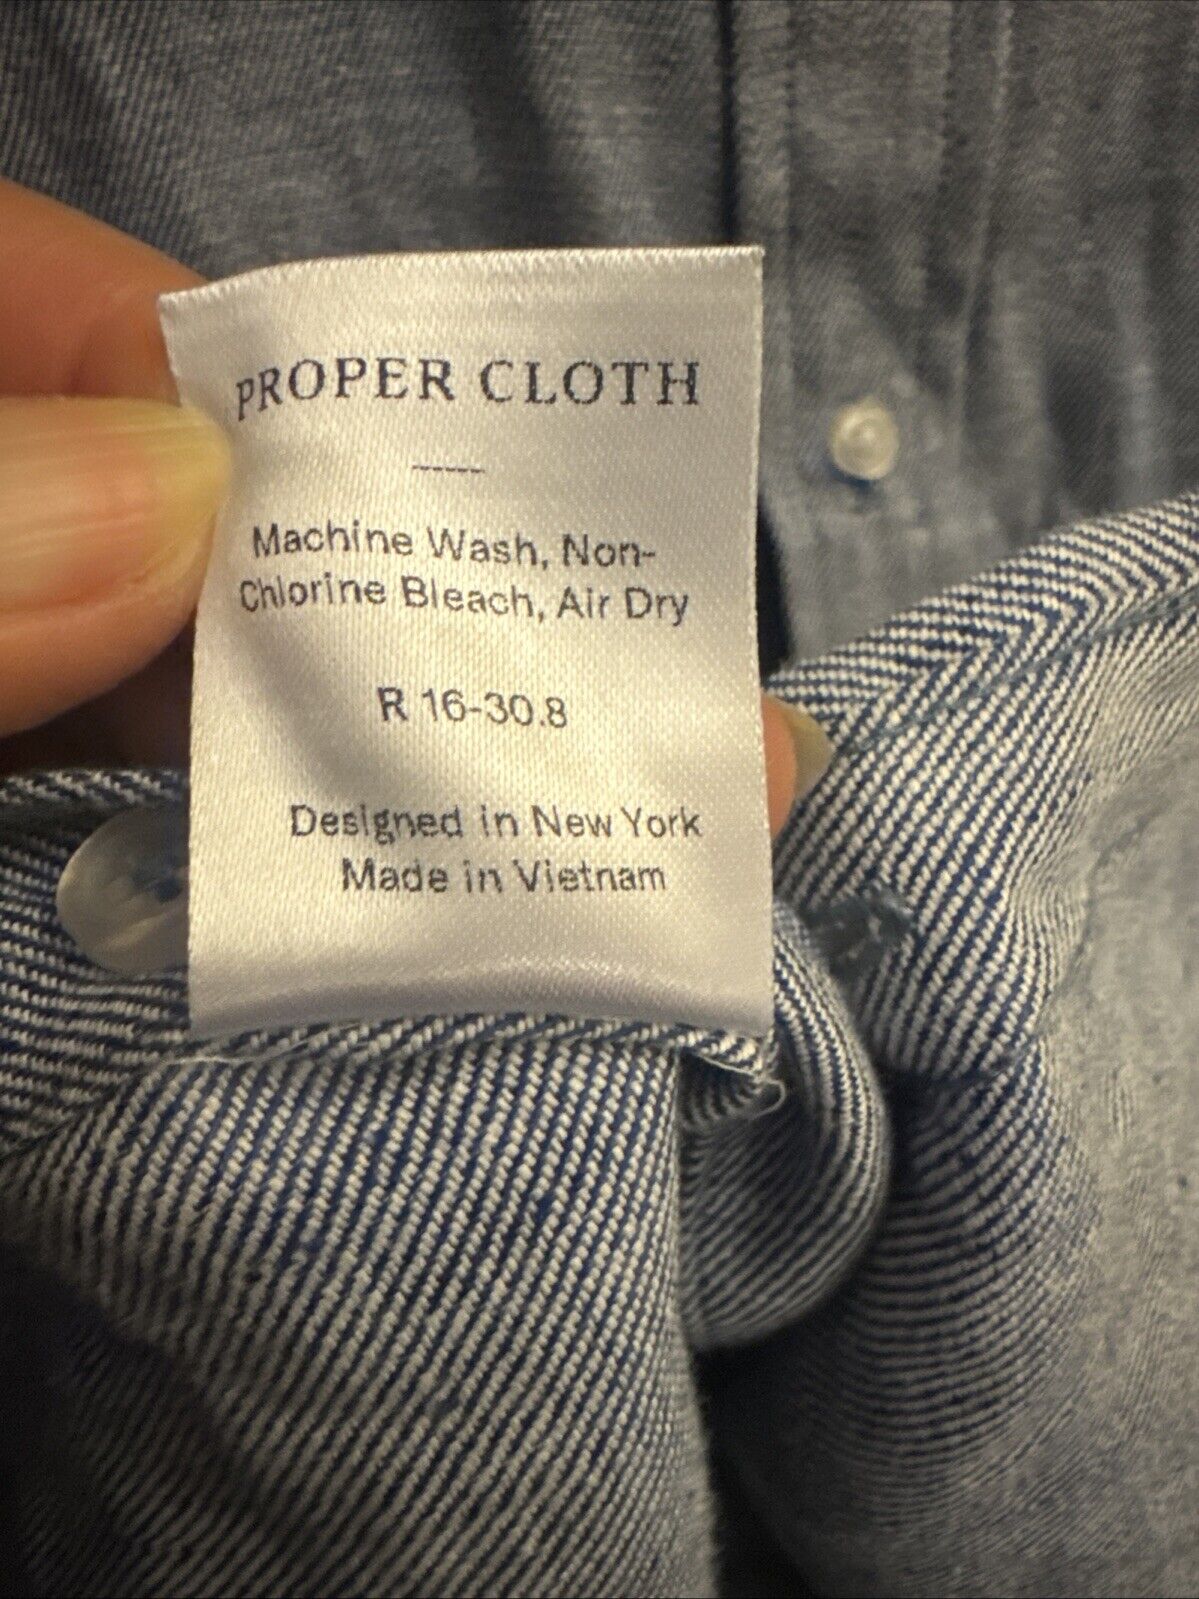 PROPER CLOTH
Machine Wash, Non-
Chlorine Bleach, Air Dry
R 16-30.8
Designed in New York
Made in Vietnam